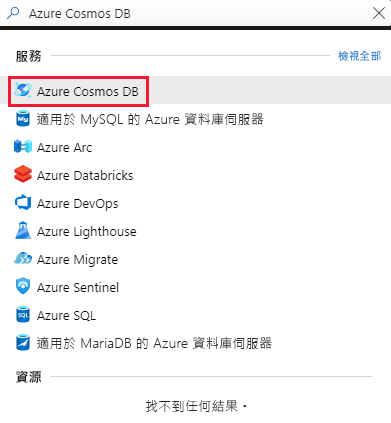 Azure Cosmos DB
服務 檢視全部
Azure Cosmos DB
適用於 MySQL 的 Azure 資料庫伺服器
Azure Arc
Azure Databricks
Azure DevOps
Azure Lighthouse
Azure Migrate
Azure Sentinel
Azure SQL
適用於 MariaDB 的 Azure 資料庫伺服器
資源
找不到任何結果。